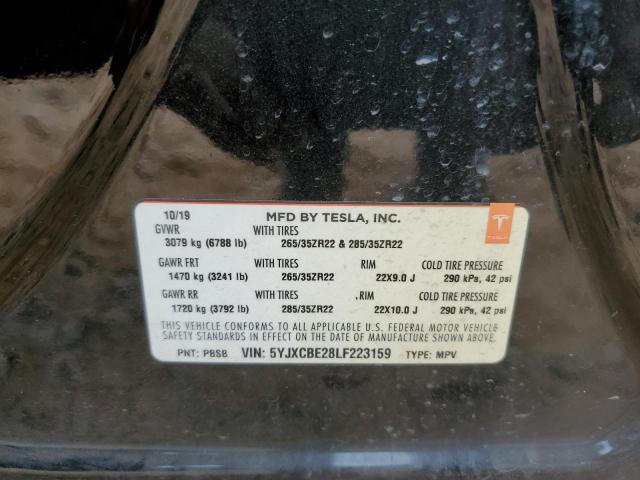 10/19 MFD BY TESLA, INC.
GVWR WITH TIRES
3079 kg (6788 lb) 265/35ZR22 & 285/35ZR22
GAWR FRT WITH TIRES RIM COLD TIRE PRESSURE
1470 kg (3241 lb) 265/35ZR22 22X9.0 J 290 kPa, 42 psi
GAWR RR WITH TIRES .RIM COLD TIRE PRESSURE
1720 kg (3792 lb) 285/35ZR22 22X10.0 J 290 kPa, 42 psi
THIS VEHICLE CONFORMS TO ALL APPLICABLE U.S. FEDERAL MOTOR VEHICLE
SAFETY STANDARDS IN EFFECT ON THE DATE OF MANUFACTURE SHOWN ABOVE.
PNT: PBSB VIN: 5YJXCBE28LF223159 TYPE: MPV
TESLA